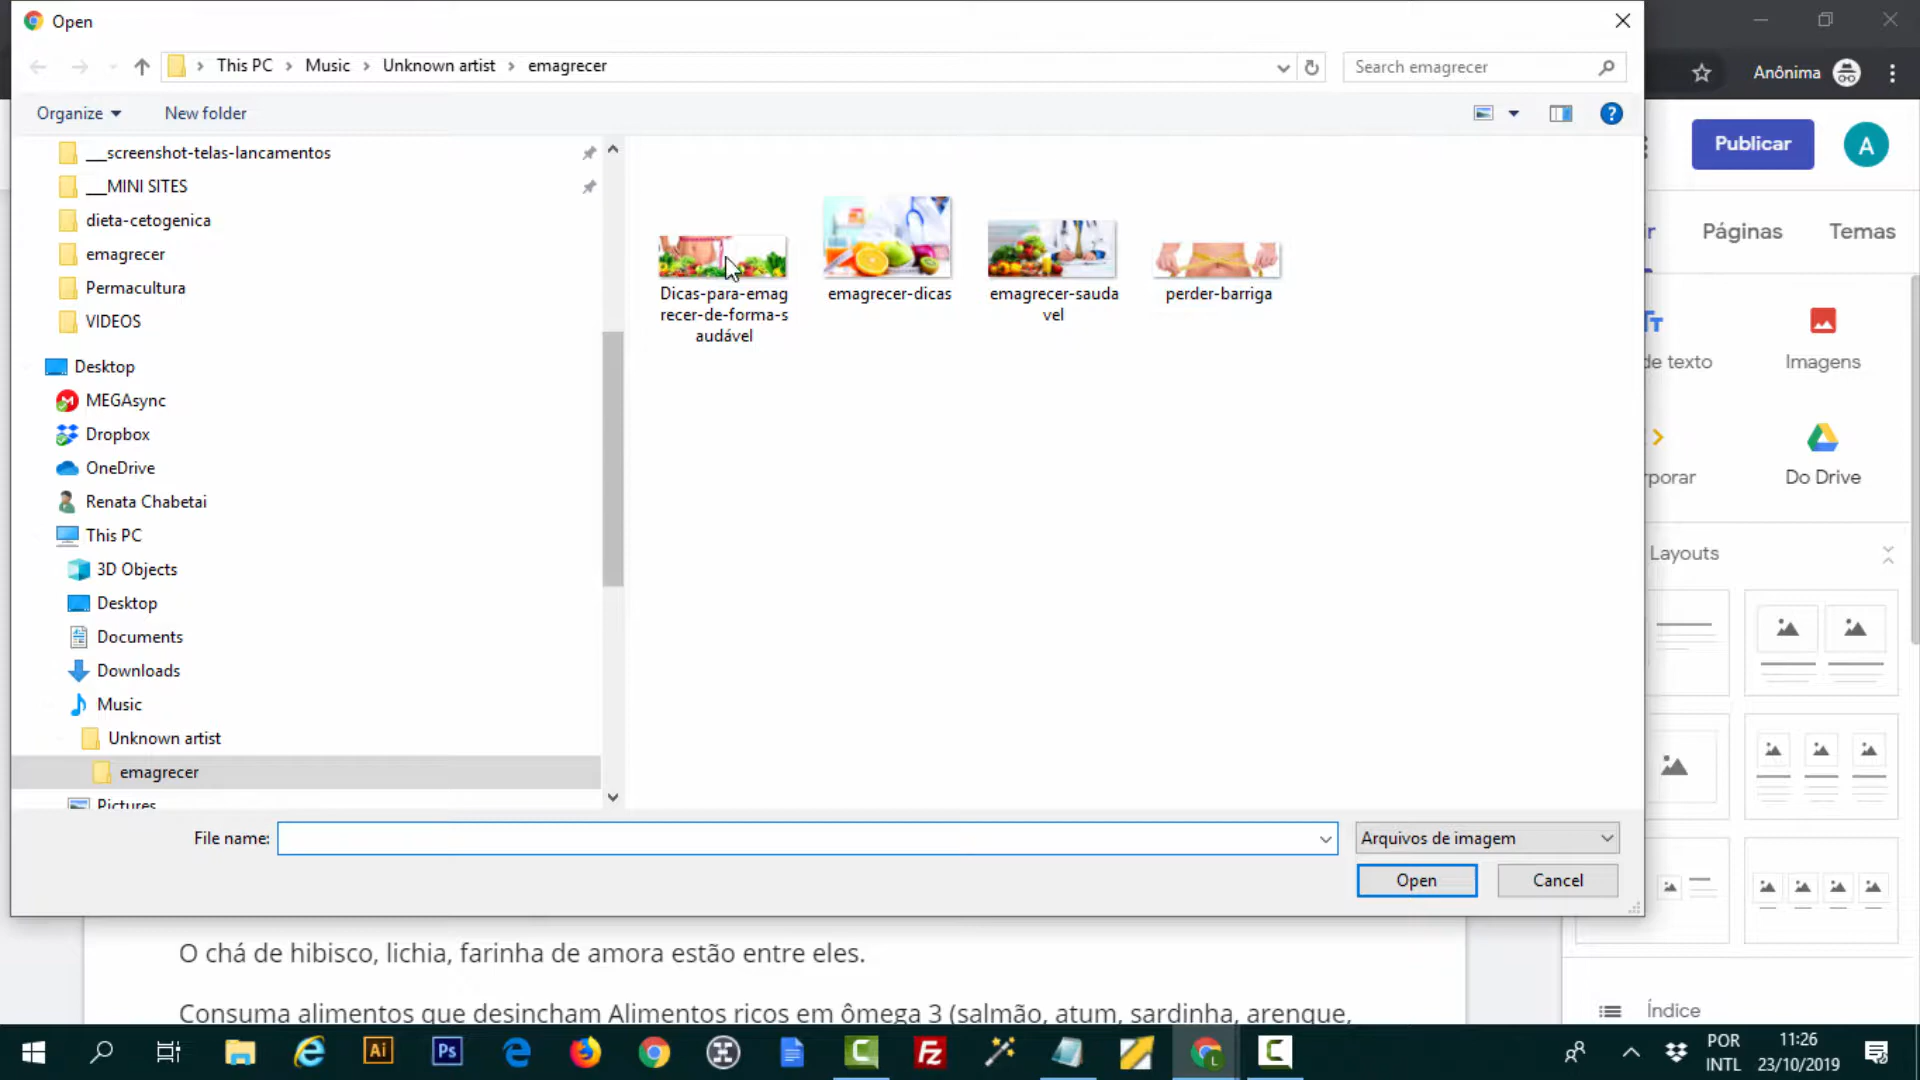 Open
This PC > Music > Unknown artist > emagrecer
Search emagrecer
Anônima
Organize
New folder
Publicar
A
__screenshot-telas-lancamentos
__MINI SITES
dieta-cetogenica
emagrecer
Permacultura
VIDEOS
Desktop
MEGAsync
Dropbox
OneDrive
Renata Chabetai
This PC
3D Objects
Desktop
Documents
Downloads
Music
Unknown artist
emagrecer
Pictures
Dicas-para-emag
recer-de-forma-s
audável
emagrecer-dicas
emagrecer-sauda
vel
perder-barriga
r
Páginas
Temas
de texto
Imagens
porar
Do Drive
Layouts
File name:
Arquivos de imagem
Open
Cancel
O chá de hibisco, lichia, farinha de amora estão entre eles.
Consuma alimentos que desincham Alimentos ricos em ômega 3 (salmão, atum, sardinha, arenque,
Índice
Ai
Ps
Fz
L
POR
INTL
11:26
23/10/2019